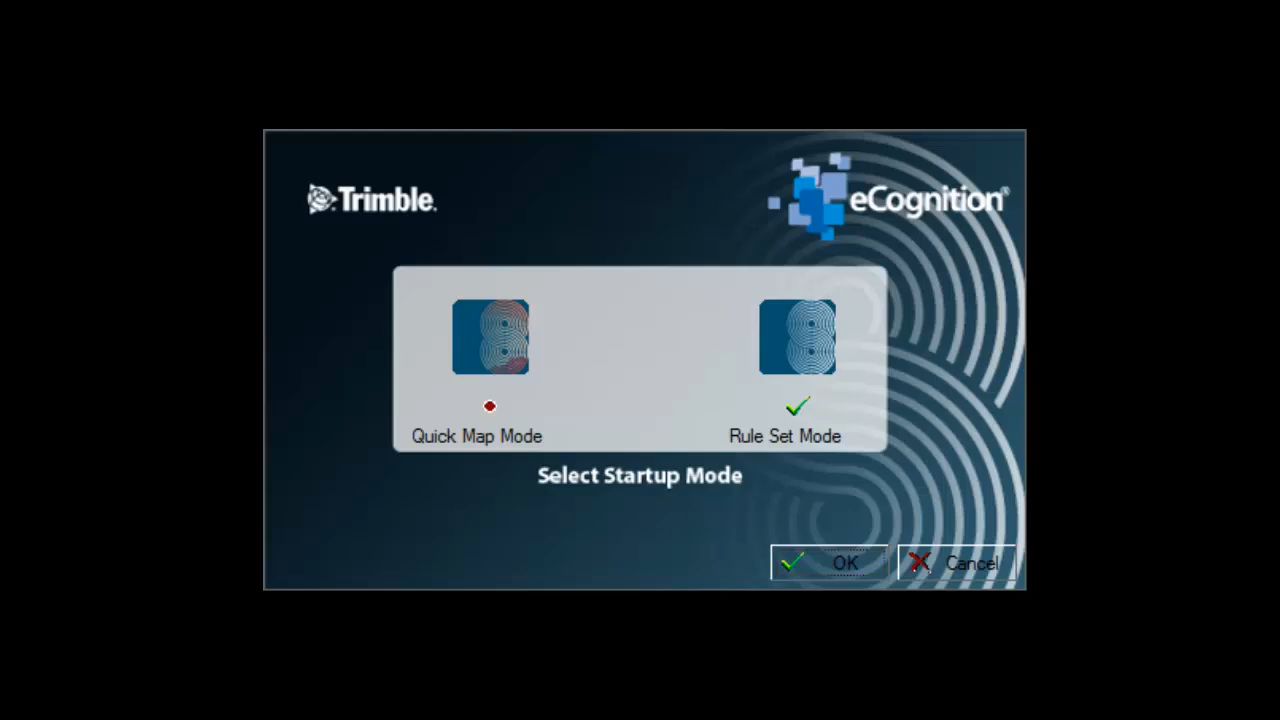 Trimble.
eCognition®
Quick Map Mode
Rule Set Mode
Select Startup Mode
OK
Cancel